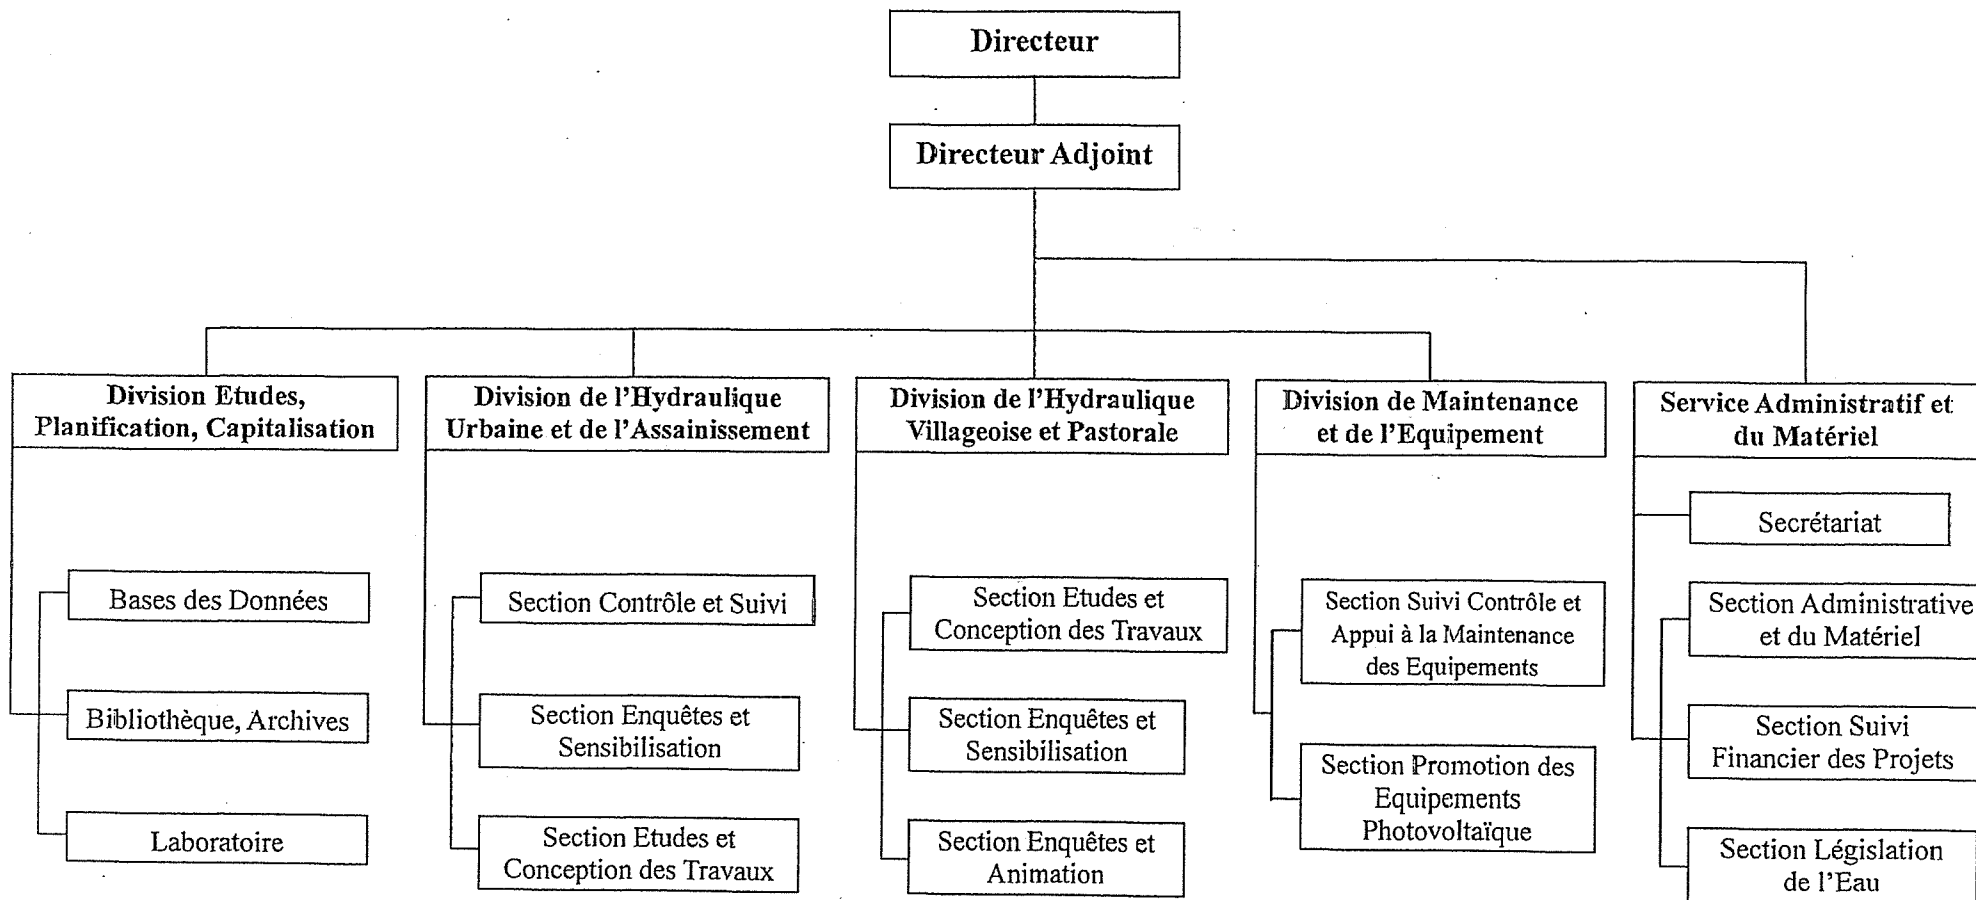 Directeur
Directeur Adjoint
Division Etudes,
Planification, Capitalisation
Bases des Données
Bibliothèque, Archives
Laboratoire
Division de l'Hydraulique
Urbaine et de l'Assainissement
Section Contrôle et Suivi
Section Enquêtes et
Sensibilisation
Section Etudes et
Conception des Travaux
Division de l'Hydraulique
Villageoise et Pastorale
Section Etudes et
Conception des Travaux
Section Enquêtes et
Sensibilisation
Section Enquêtes et
Animation
Division de Maintenance
et de l'Equipement
Section Suivi Contrôle et
Appui à la Maintenance
des Equipements
Section Promotion des
Equipements
Photovoltaïque
Service Administratif et
du Matériel
Secrétariat
Section Administrative
et du Matériel
Section Suivi
Financier des Projets
Section Législation
de l'Eau